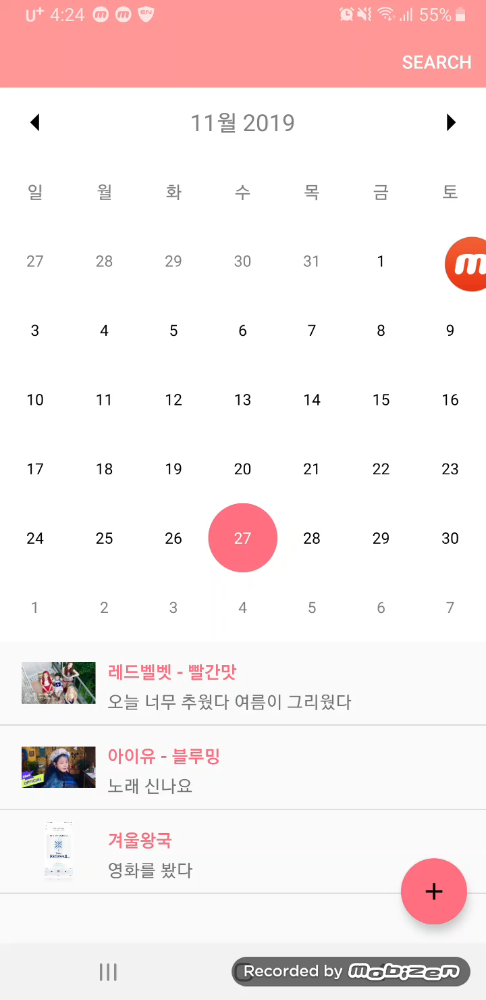 U+ 4:24 m m EN 55%
SEARCH
11월 2019
일 월 화 수 목 금 토
27 28 29 30 31 1
m
3 4 5 6 7 8 9
10 11 12 13 14 15 16
17 18 19 20 21 22 23
24 25 26 27 28 29 30
1 2 3 4 5 6 7
레드벨벳 - 빨간맛
오늘 너무 추웠다 여름이 그리웠다
OFFICIAL
아이유 - 블루밍
노래 신나요
FROZEN II
겨울왕국
영화를 봤다
+
Recorded by mobizen